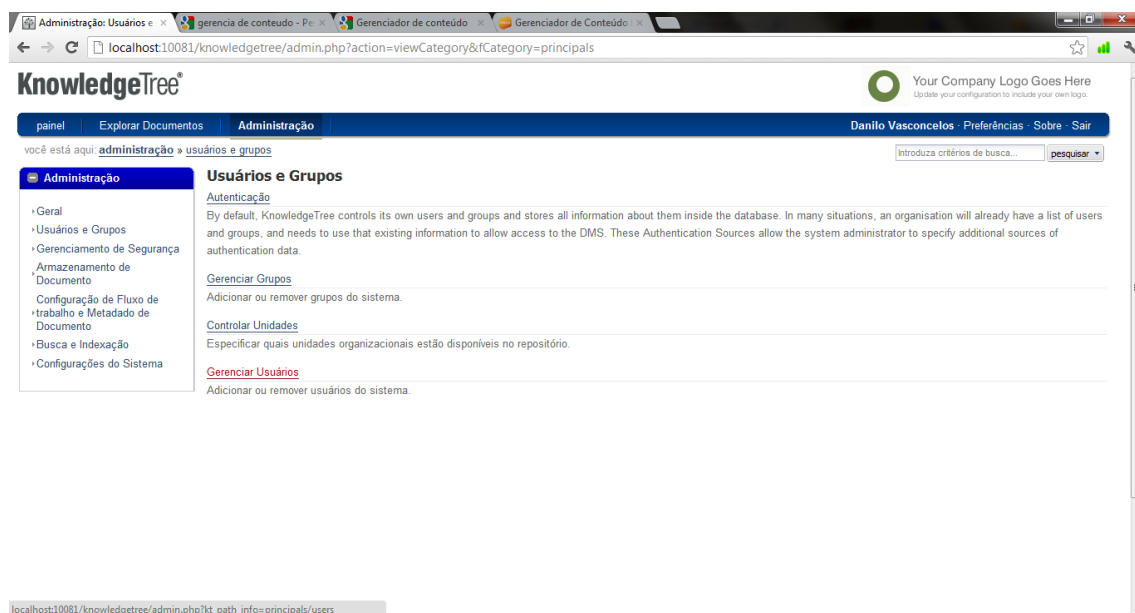 Administração: Usuários e
gerencia de conteudo - Pe
Gerenciador de conteúdo
Gerenciador de Conteúdo
localhost:10081/knowledgetree/admin.php?action=viewCategory&fCategory=principals
KnowledgeTree®
Your Company Logo Goes Here
Update your configuration to include your own logo.
painel Explorar Documentos Administração
Danilo Vasconcelos · Preferências · Sobre · Sair
você está aqui: administração » usuários e grupos
Introduza critérios de busca... pesquisar
Administração
Geral
Usuários e Grupos
Gerenciamento de Segurança
Armazenamento de
Documento
Configuração de Fluxo de
trabalho e Metadado de
Documento
Busca e Indexação
Configurações do Sistema
Usuários e Grupos
Autenticação
By default, KnowledgeTree controls its own users and groups and stores all information about them inside the database. In many situations, an organisation will already have a list of users
and groups, and needs to use that existing information to allow access to the DMS. These Authentication Sources allow the system administrator to specify additional sources of
authentication data.
Gerenciar Grupos
Adicionar ou remover grupos do sistema.
Controlar Unidades
Especificar quais unidades organizacionais estão disponíveis no repositório.
Gerenciar Usuários
Adicionar ou remover usuários do sistema.
localhost:10081/knowledgetree/admin.php?kt_path_info=principals/users